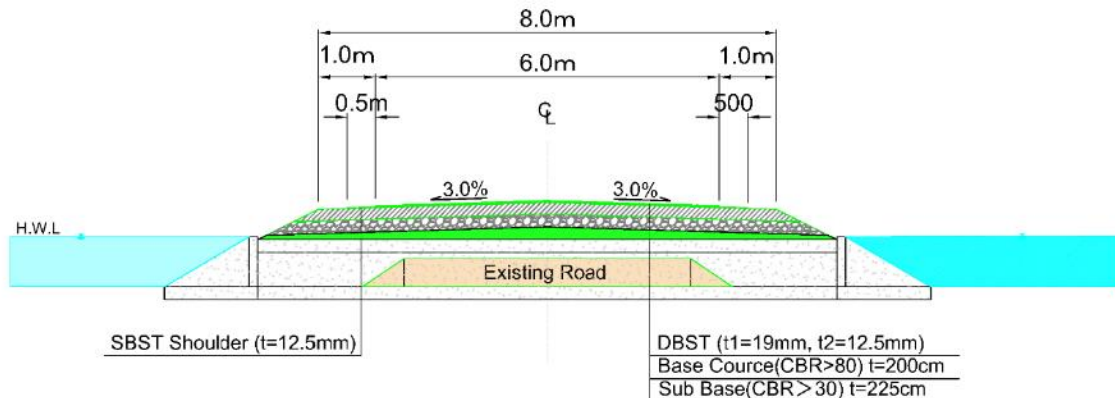 8.0m
1.0m 6.0m 1.0m
0.5m ℄ 500
3.0% 3.0%
H.W.L
Existing Road
SBST Shoulder (t=12.5mm) DBST (t1=19mm, t2=12.5mm)
Base Cource(CBR>80) t=200cm
Sub Base(CBR＞30) t=225cm